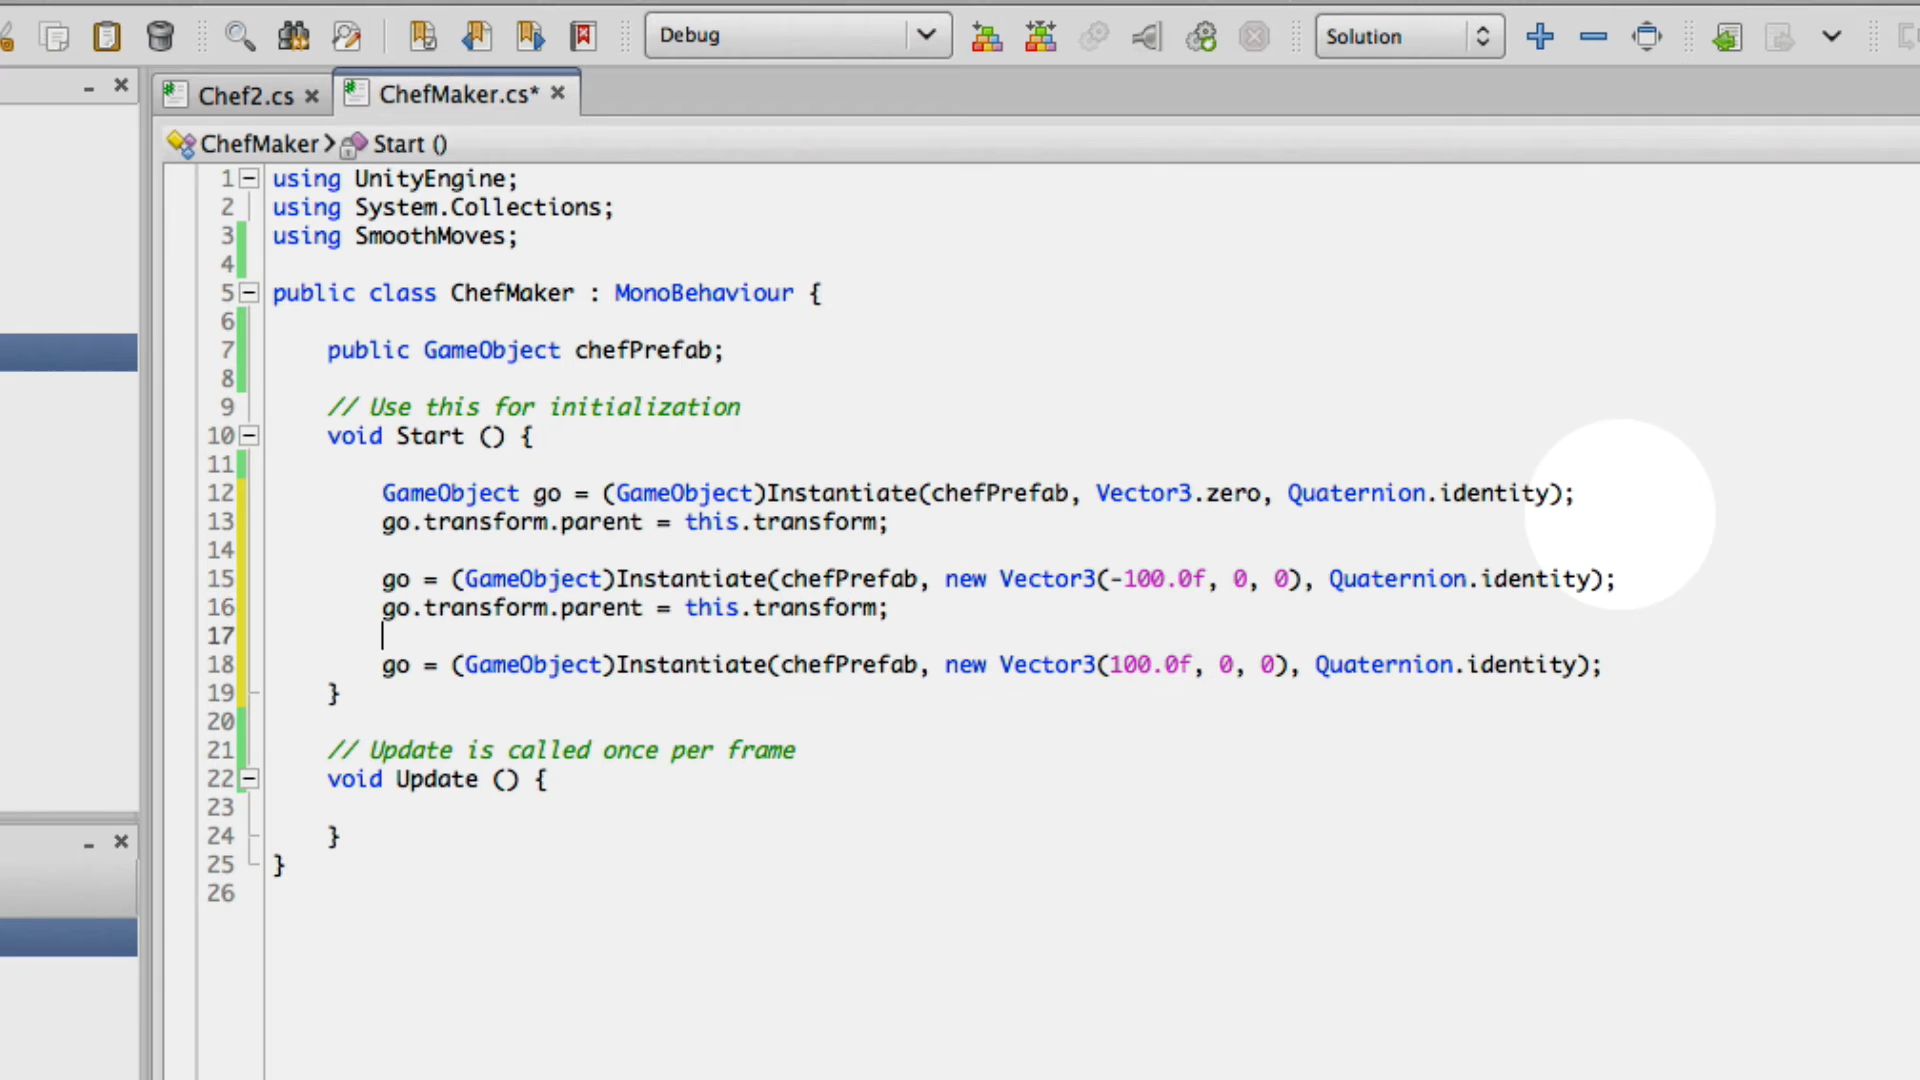 Debug
Solution
Chef2.cs
ChefMaker.cs*
ChefMaker
Start ()
1 using UnityEngine;
2 using System.Collections;
3 using SmoothMoves;
4
5 public class ChefMaker : MonoBehaviour {
6
7 public GameObject chefPrefab;
8
9 // Use this for initialization
10 void Start () {
11
12 GameObject go = (GameObject)Instantiate(chefPrefab, Vector3.zero, Quaternion.identity);
13 go.transform.parent = this.transform;
14
15 go = (GameObject)Instantiate(chefPrefab, new Vector3(-100.0f, 0, 0), Quaternion.identity);
16 go.transform.parent = this.transform;
17
18 go = (GameObject)Instantiate(chefPrefab, new Vector3(100.0f, 0, 0), Quaternion.identity);
19 }
20
21 // Update is called once per frame
22 void Update () {
23
24 }
25 }
26